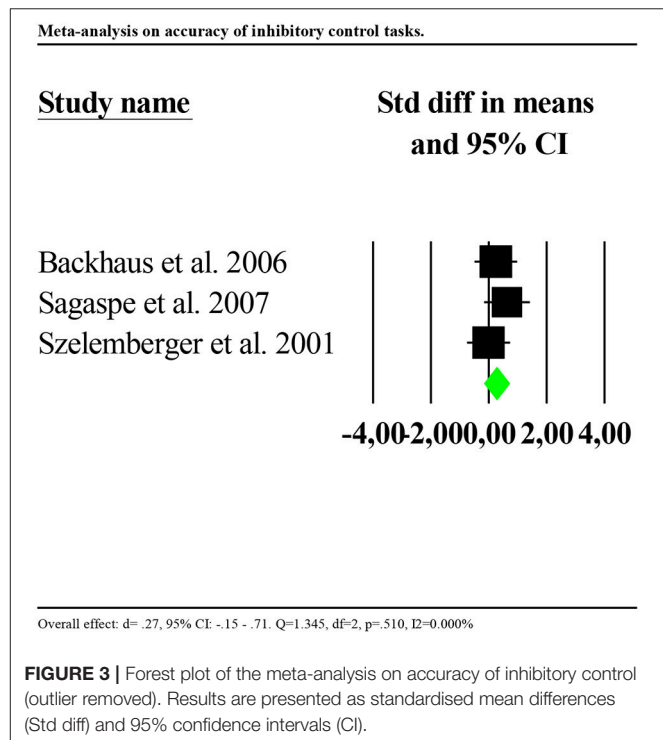 Meta-analysis on accuracy of inhibitory control tasks.
Study name Std diff in means
and 95% CI
Backhaus et al. 2006
Sagaspe et al. 2007
Szelemberger et al. 2001
-4,00 -2,00 0,00 2,00 4,00
Overall effect: d= .27, 95% CI: -.15 - .71. Q=1.345, df=2, p=.510, I2=0.000%
FIGURE 3 | Forest plot of the meta-analysis on accuracy of inhibitory control
(outlier removed). Results are presented as standardised mean differences
(Std diff) and 95% confidence intervals (CI).